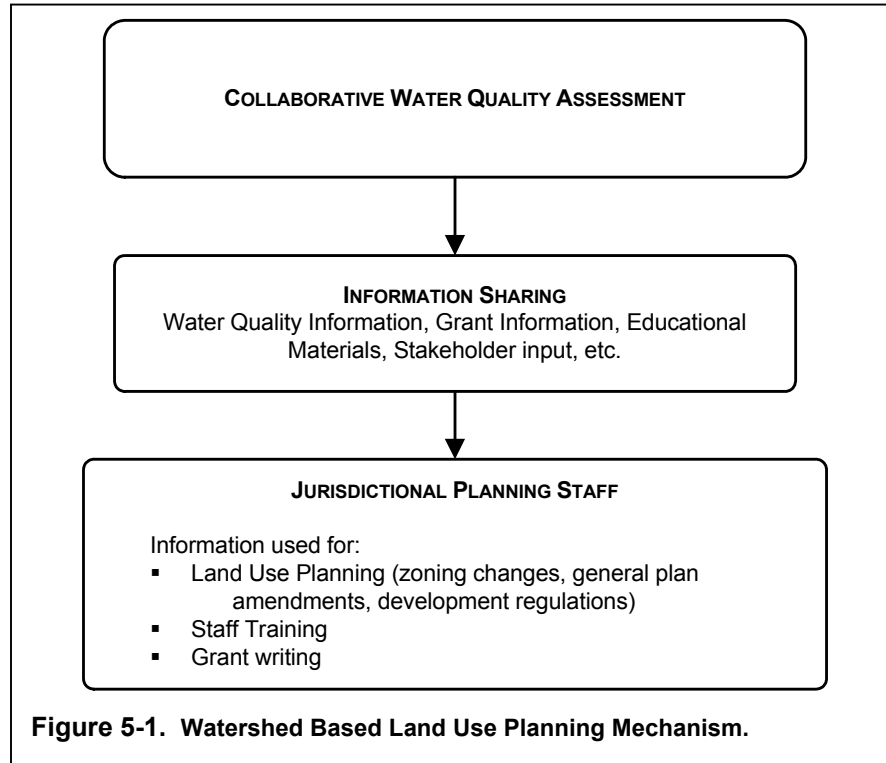 COLLABORATIVE WATER QUALITY ASSESSMENT
INFORMATION SHARING
Water Quality Information, Grant Information, Educational
Materials, Stakeholder input, etc.
JURISDICTIONAL PLANNING STAFF
Information used for:
▪ Land Use Planning (zoning changes, general plan
amendments, development regulations)
▪ Staff Training
▪ Grant writing
Figure 5-1. Watershed Based Land Use Planning Mechanism.